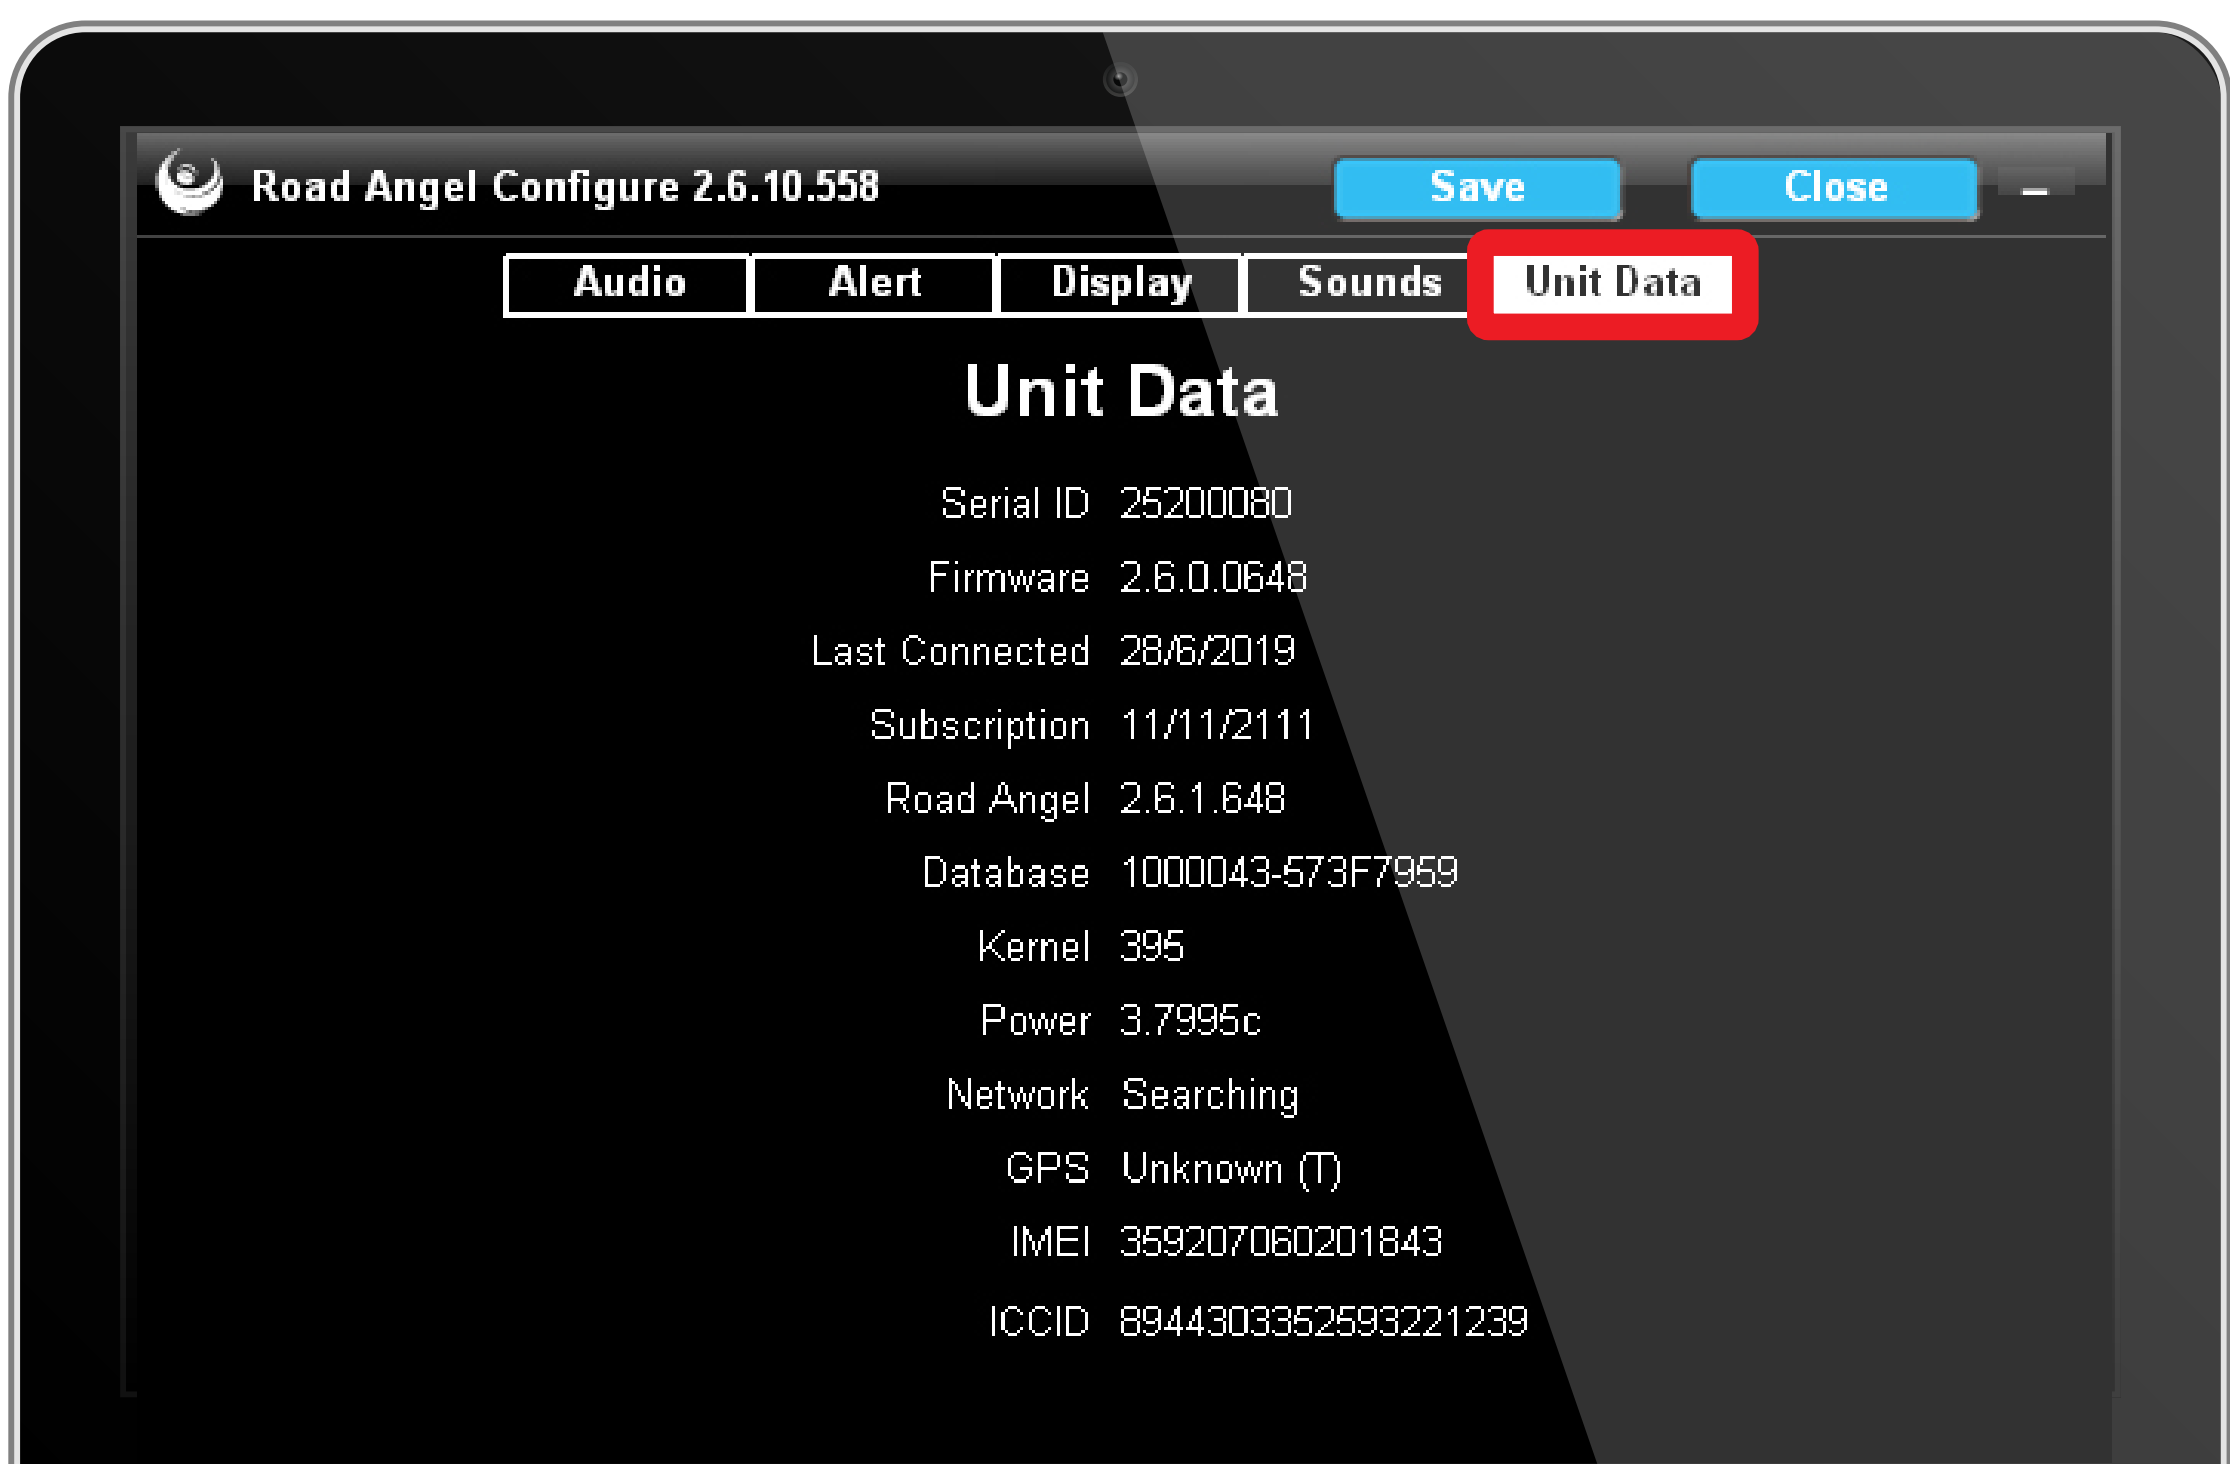 Road Angel Configure 2.6.10.558 Save Close
Audio Alert Display Sounds Unit Data
Unit Data
Serial ID 25200080
Firmware 2.6.0.0648
Last Connected 28/6/2019
Subscription 11/11/2111
Road Angel 2.6.1.648
Database 1000043-573F7959
Kernel 395
Power 3.7995c
Network Searching
GPS Unknown (T)
IMEI 359207060201843
ICCID 8944303352593221239